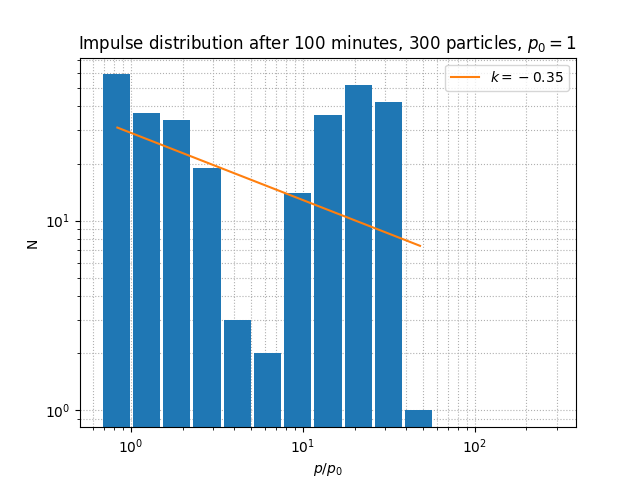 Impulse distribution after 100 minutes, 300 particles, $p_0 = 1$
$k = -0.35$
N
$10^1$
$10^0$
$10^0$ $10^1$ $10^2$
$p/p_0$